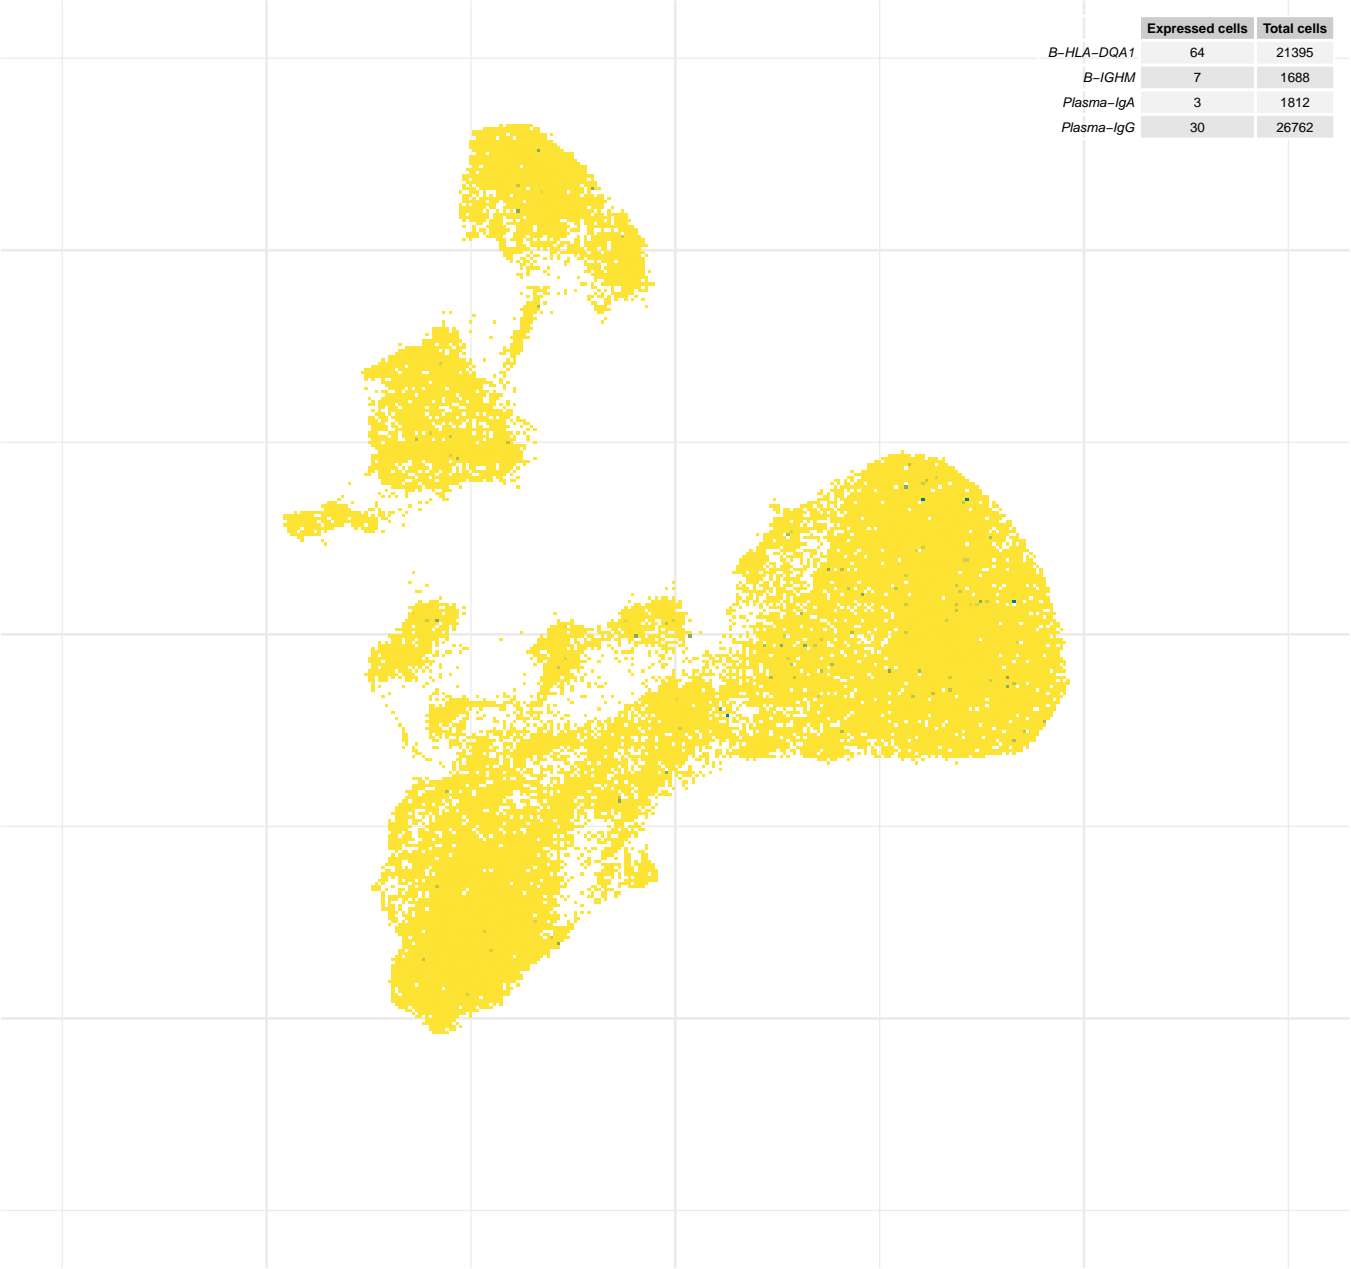 Expressed cells Total cells
B−HLA−DQA1 64 21395
B−IGHM 7 1688
Plasma−IgA 3 1812
Plasma−IgG 30 26762